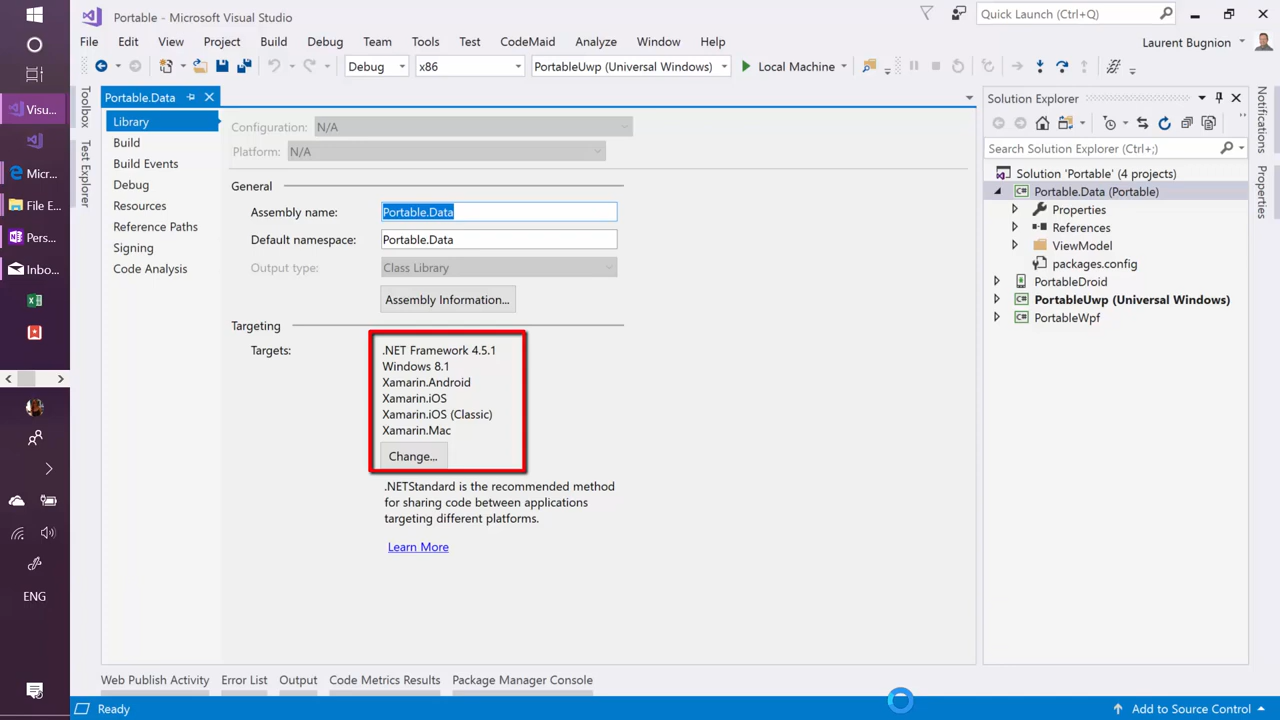 Portable - Microsoft Visual Studio
Quick Launch (Ctrl+Q)
File Edit View Project Build Debug Team Tools Test CodeMaid Analyze Window Help
Laurent Bugnion
Debug x86 PortableUwp (Universal Windows) Local Machine
Visu...
Micr...
File E...
Pers...
Inbo...
ENG
Toolbox
Test Explorer
Portable.Data
Library
Build
Build Events
Debug
Resources
Reference Paths
Signing
Code Analysis
Configuration: N/A
Platform: N/A
General
Assembly name: Portable.Data
Default namespace: Portable.Data
Output type: Class Library
Assembly Information...
Targeting
Targets:
.NET Framework 4.5.1
Windows 8.1
Xamarin.Android
Xamarin.iOS
Xamarin.iOS (Classic)
Xamarin.Mac
Change...
.NETStandard is the recommended method
for sharing code between applications
targeting different platforms.
Learn More
Solution Explorer
Search Solution Explorer (Ctrl+;)
Solution 'Portable' (4 projects)
Portable.Data (Portable)
Properties
References
ViewModel
packages.config
PortableDroid
PortableUwp (Universal Windows)
PortableWpf
Notifications
Properties
Web Publish Activity Error List Output Code Metrics Results Package Manager Console
Ready
Add to Source Control